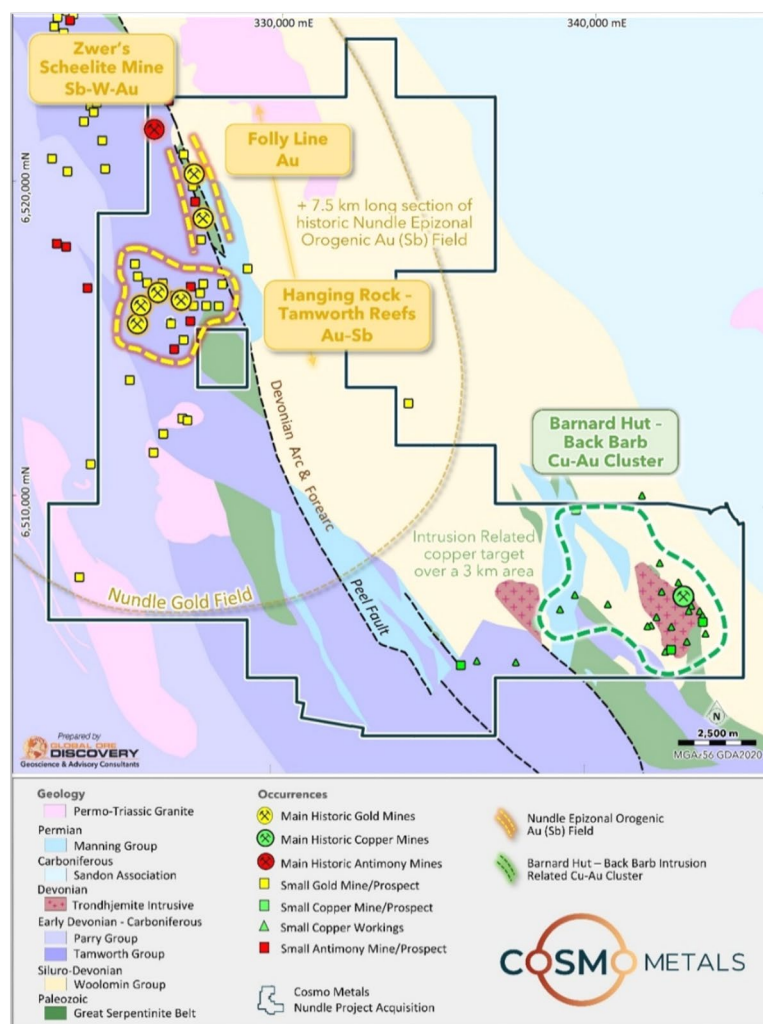 330,000 mE
340,000 mE
Zwer's
Scheelite Mine
Sb-W-Au
Folly Line
Au
6,520,000 mN
+ 7.5 km long section of
historic Nundle Epizonal
Orogenic Au (Sb) Field
Hanging Rock –
Tamworth Reefs
Au-Sb
Devonian Arc & Forearc
Barnard Hut –
Back Barb
Cu-Au Cluster
6,510,000 mN
Intrusion Related
copper target
over a 3 km area
Nundle Gold Field
Peel Fault
N
2,500 m
MGAz56 GDA2020
Prepared by
GLOBAL ORE
DISCOVERY
Geoscience & Advisory Consultants
Geology
Permo-Triassic Granite
Permian
Manning Group
Carboniferous
Sandon Association
Devonian
Trondhjemite Intrusive
Early Devonian - Carboniferous
Parry Group
Tamworth Group
Siluro-Devonian
Woolomin Group
Paleozoic
Great Serpentinite Belt
Occurrences
Main Historic Gold Mines
Main Historic Copper Mines
Main Historic Antimony Mines
Small Gold Mine/Prospect
Small Copper Mine/Prospect
Small Copper Workings
Small Antimony Mine/Prospect
Cosmo Metals
Nundle Project Acquisition
Nundle Epizonal Orogenic
Au (Sb) Field
Barnard Hut – Back Barb Intrusion
Related Cu-Au Cluster
COSMO METALS